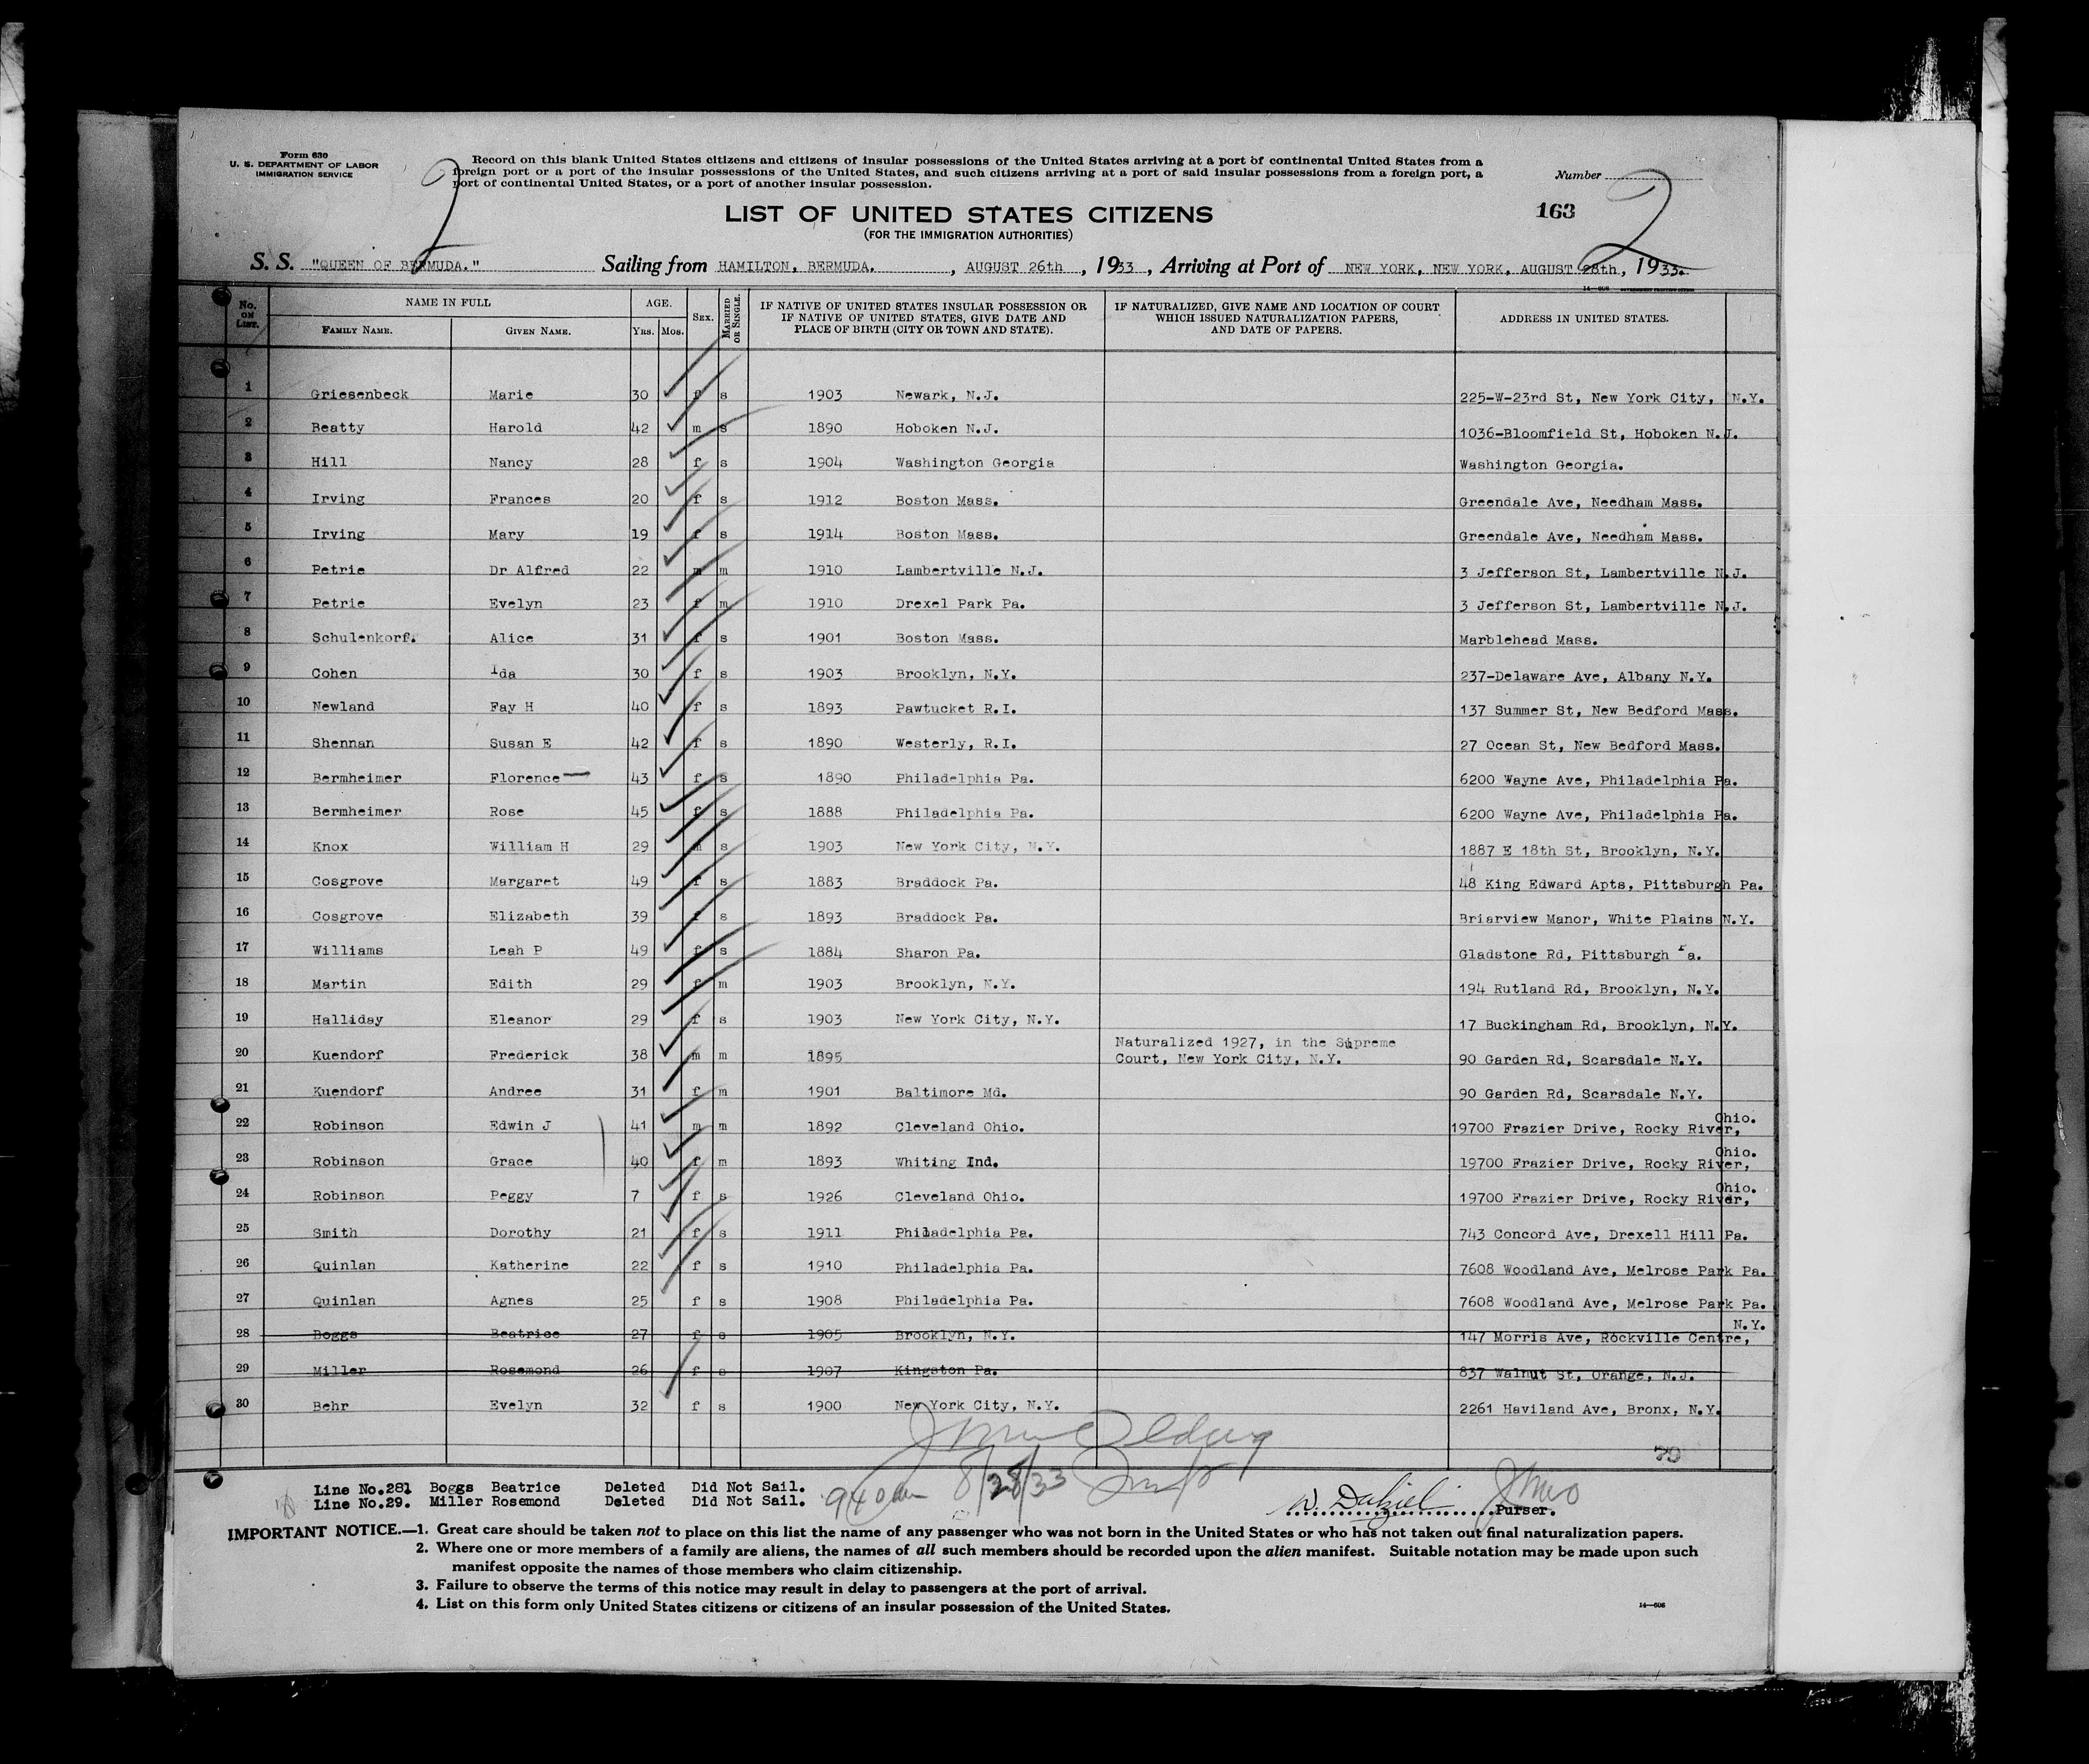 Form 630
U. S. DEPARTMENT OF LABOR
IMMIGRATION SERVICE
2
Record on this blank United States citizens and citizens of insular possessions of the United States arriving at a port of continental United States from a
foreign port or a port of the insular possessions of the United States, and such citizens arriving at a port of said insular possessions from a foreign port, a
port of continental United States, or a port of another insular possession.
Number
2
LIST OF UNITED STATES CITIZENS
163
(FOR THE IMMIGRATION AUTHORITIES)
S. S. "QUEEN OF BERMUDA." Sailing from HAMILTON, BERMUDA. , AUGUST 26th , 1933 , Arriving at Port of NEW YORK, NEW YORK, AUGUST 28th, 1933.
No. ON LIST. NAME IN FULL FAMILY NAME. GIVEN NAME. AGE. YRS. MOS. SEX. MARRIED OR SINGLE. IF NATIVE OF UNITED STATES INSULAR POSSESSION OR IF NATIVE OF UNITED STATES, GIVE DATE AND PLACE OF BIRTH (CITY OR TOWN AND STATE). IF NATURALIZED, GIVE NAME AND LOCATION OF COURT WHICH ISSUED NATURALIZATION PAPERS, AND DATE OF PAPERS. ADDRESS IN UNITED STATES.
1 Griesenbeck Marie 30 f s 1903 Newark, N.J. 225-W-23rd St, New York City, N.Y.
2 Beatty Harold 42 m s 1890 Hoboken N.J. 1036-Bloomfield St, Hoboken N.J.
3 Hill Nancy 28 f s 1904 Washington Georgia Washington Georgia.
4 Irving Frances 20 f s 1912 Boston Mass. Greendale Ave, Needham Mass.
5 Irving Mary 19 f s 1914 Boston Mass. Greendale Ave, Needham Mass.
6 Petrie Dr Alfred 22 m m 1910 Lambertville N.J. 3 Jefferson St, Lambertville N.J.
7 Petrie Evelyn 23 f m 1910 Drexel Park Pa. 3 Jefferson St, Lambertville N.J.
8 Schulenkorf. Alice 31 f s 1901 Boston Mass. Marblehead Mass.
9 Cohen Ida 30 f s 1903 Brooklyn, N.Y. 237-Delaware Ave, Albany N.Y.
10 Newland Fay H 40 f s 1893 Pawtucket R.I. 137 Summer St, New Bedford Mass.
11 Shennan Susan E 42 f s 1890 Westerly, R.I. 27 Ocean St, New Bedford Mass.
12 Bermheimer Florence 43 f s 1890 Philadelphia Pa. 6200 Wayne Ave, Philadelphia Pa.
13 Bermheimer Rose 45 f s 1888 Philadelphia Pa. 6200 Wayne Ave, Philadelphia Pa.
14 Knox William H 29 m s 1903 New York City, N.Y. 1887 E 18th St, Brooklyn, N.Y.
15 Cosgrove Margaret 49 f s 1883 Braddock Pa. 48 King Edward Apts, Pittsburgh Pa.
16 Cosgrove Elizabeth 39 f s 1893 Braddock Pa. Briarview Manor, White Plains N.Y.
17 Williams Leah P 49 f s 1884 Sharon Pa. Gladstone Rd, Pittsburgh Pa.
18 Martin Edith 29 f m 1903 Brooklyn, N.Y. 194 Rutland Rd, Brooklyn, N.Y.
19 Halliday Eleanor 29 f s 1903 New York City, N.Y. 17 Buckingham Rd, Brooklyn, N.Y.
20 Kuendorf Frederick 38 m m 1895 Naturalized 1927, in the Supreme Court, New York City, N.Y. 90 Garden Rd, Scarsdale N.Y.
21 Kuendorf Andree 31 f m 1901 Baltimore Md. 90 Garden Rd, Scarsdale N.Y.
22 Robinson Edwin J 41 m m 1892 Cleveland Ohio. 19700 Frazier Drive, Rocky River, Ohio.
23 Robinson Grace 40 f m 1893 Whiting Ind. 19700 Frazier Drive, Rocky River, Ohio.
24 Robinson Peggy 7 f s 1926 Cleveland Ohio. 19700 Frazier Drive, Rocky River, Ohio.
25 Smith Dorothy 21 f s 1911 Philadelphia Pa. 743 Concord Ave, Drexell Hill Pa.
26 Quinlan Katherine 22 f s 1910 Philadelphia Pa. 7608 Woodland Ave, Melrose Park Pa.
27 Quinlan Agnes 25 f s 1908 Philadelphia Pa. 7608 Woodland Ave, Melrose Park Pa.
28 Boggs Beatrice 27 f s 1905 Brooklyn, N.Y. 147 Morris Ave, Rockville Centre, N.Y.
29 Miller Rosemond 26 f s 1907 Kingston Pa. 837 Walnut St, Orange, N.J.
30 Behr Evelyn 32 f s 1900 New York City, N.Y. 2261 Haviland Ave, Bronx, N.Y.
Line No.281 Boggs Beatrice Deleted Did Not Sail.
Line No.29. Miller Rosemond Deleted Did Not Sail.
8/28/33
Purser.
IMPORTANT NOTICE.—1. Great care should be taken not to place on this list the name of any passenger who was not born in the United States or who has not taken out final naturalization papers.
2. Where one or more members of a family are aliens, the names of all such members should be recorded upon the alien manifest. Suitable notation may be made upon such
manifest opposite the names of those members who claim citizenship.
3. Failure to observe the terms of this notice may result in delay to passengers at the port of arrival.
4. List on this form only United States citizens or citizens of an insular possession of the United States.
14—608